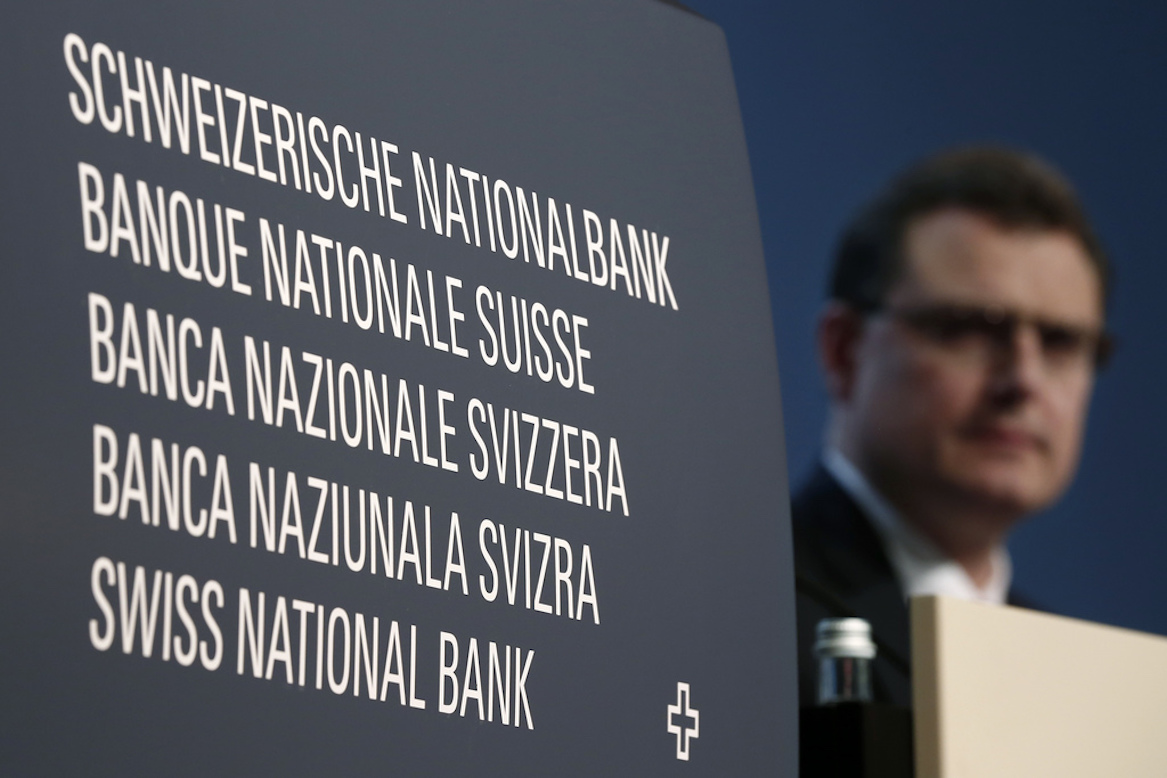 SCHWEIZERISCHE NATIONALBANK
BANQUE NATIONALE SUISSE
BANCA NAZIONALE SVIZZERA
BANCA NAZIUNALA SVIZRA
SWISS NATIONAL BANK